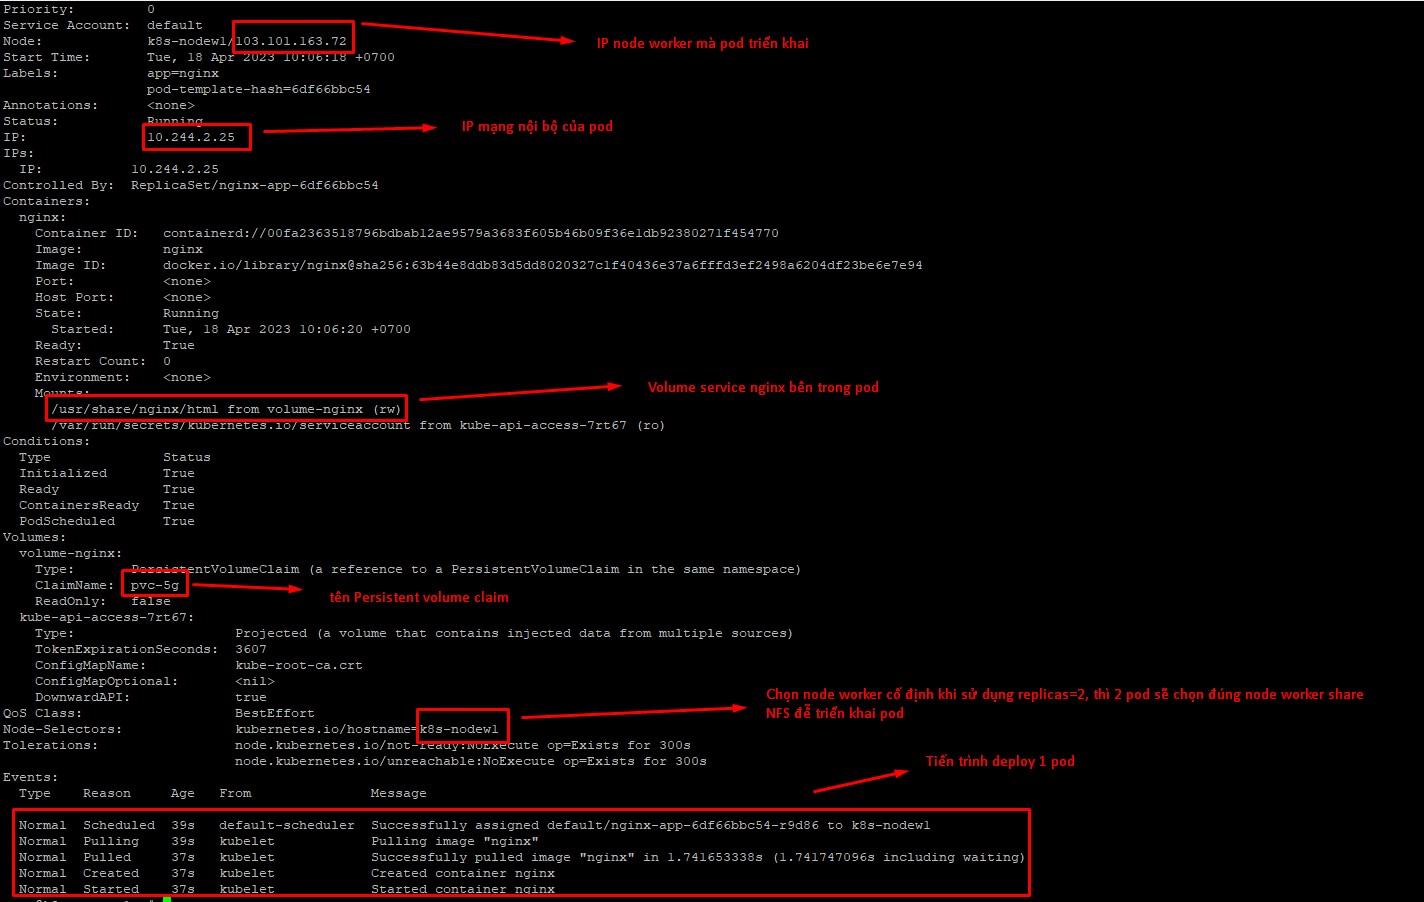 Priority: 0
Service Account: default
Node: k8s-nodew1/103.101.163.72
IP node worker mà pod triển khai
Start Time: Tue, 18 Apr 2023 10:06:18 +0700
Labels: app=nginx
pod-template-hash=6df66bbc54
Annotations: <none>
Status: Running
IP: 10.244.2.25
IP mạng nội bộ của pod
IPs:
IP: 10.244.2.25
Controlled By: ReplicaSet/nginx-app-6df66bbc54
Containers:
nginx:
Container ID: containerd://00fa2363518796bdbab12ae9579a3683f605b46b09f36e1db92380271f454770
Image: nginx
Image ID: docker.io/library/nginx@sha256:63b44e8ddb83d5dd8020327c1f40436e37a6fffd3ef2498a6204df23be6e7e94
Port: <none>
Host Port: <none>
State: Running
Started: Tue, 18 Apr 2023 10:06:20 +0700
Ready: True
Restart Count: 0
Environment: <none>
Mounts:
Volume service nginx bên trong pod
/usr/share/nginx/html from volume-nginx (rw)
/var/run/secrets/kubernetes.io/serviceaccount from kube-api-access-7rt67 (ro)
Conditions:
Type Status
Initialized True
Ready True
ContainersReady True
PodScheduled True
Volumes:
volume-nginx:
Type: PersistentVolumeClaim (a reference to a PersistentVolumeClaim in the same namespace)
ClaimName: pvc-5g
tên Persistent volume claim
ReadOnly: false
kube-api-access-7rt67:
Type: Projected (a volume that contains injected data from multiple sources)
TokenExpirationSeconds: 3607
ConfigMapName: kube-root-ca.crt
ConfigMapOptional: <nil>
DownwardAPI: true
Chọn node worker cố định khi sử dụng replicas=2, thì 2 pod sẽ chọn đúng node worker share
NFS để triển khai pod
QoS Class: BestEffort
Node-Selectors: kubernetes.io/hostname=k8s-nodew1
Tolerations: node.kubernetes.io/not-ready:NoExecute op=Exists for 300s
node.kubernetes.io/unreachable:NoExecute op=Exists for 300s
Tiến trình deploy 1 pod
Events:
Type Reason Age From Message
Normal Scheduled 39s default-scheduler Successfully assigned default/nginx-app-6df66bbc54-r9d86 to k8s-nodew1
Normal Pulling 39s kubelet Pulling image "nginx"
Normal Pulled 37s kubelet Successfully pulled image "nginx" in 1.741653338s (1.741747096s including waiting)
Normal Created 37s kubelet Created container nginx
Normal Started 37s kubelet Started container nginx